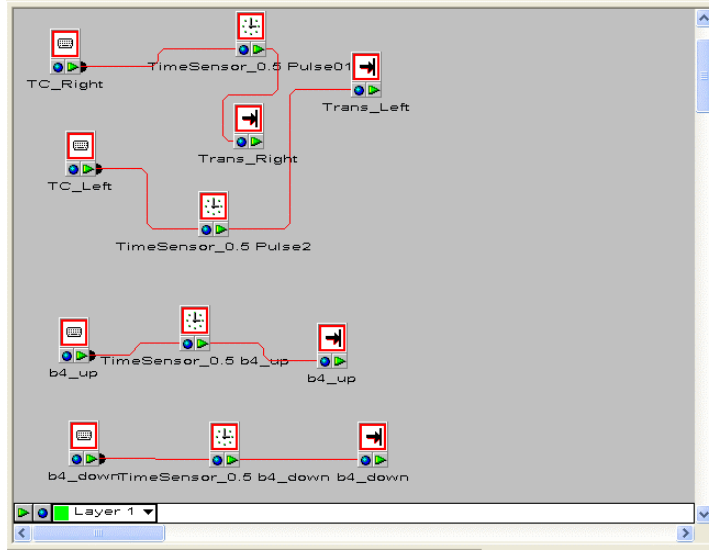 TimeSensor_0.5 Pulse01
TC_Right
Trans_Left
Trans_Right
TC_Left
TimeSensor_0.5 Pulse2
TimeSensor_0.5 b4_up
b4_up
b4_up
b4_down
TimeSensor_0.5 b4_down
b4_down
Layer 1